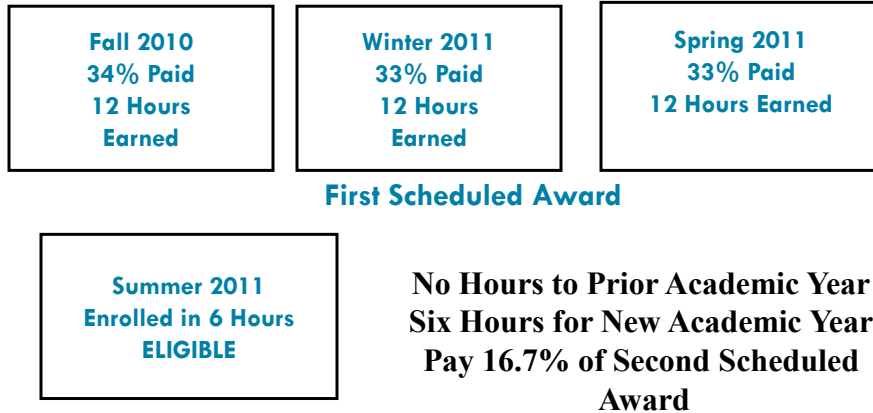 Fall 2010
34% Paid
12 Hours
Earned
Winter 2011
33% Paid
12 Hours
Earned
Spring 2011
33% Paid
12 Hours Earned
First Scheduled Award
Summer 2011
Enrolled in 6 Hours
ELIGIBLE
No Hours to Prior Academic Year
Six Hours for New Academic Year
Pay 16.7% of Second Scheduled
Award